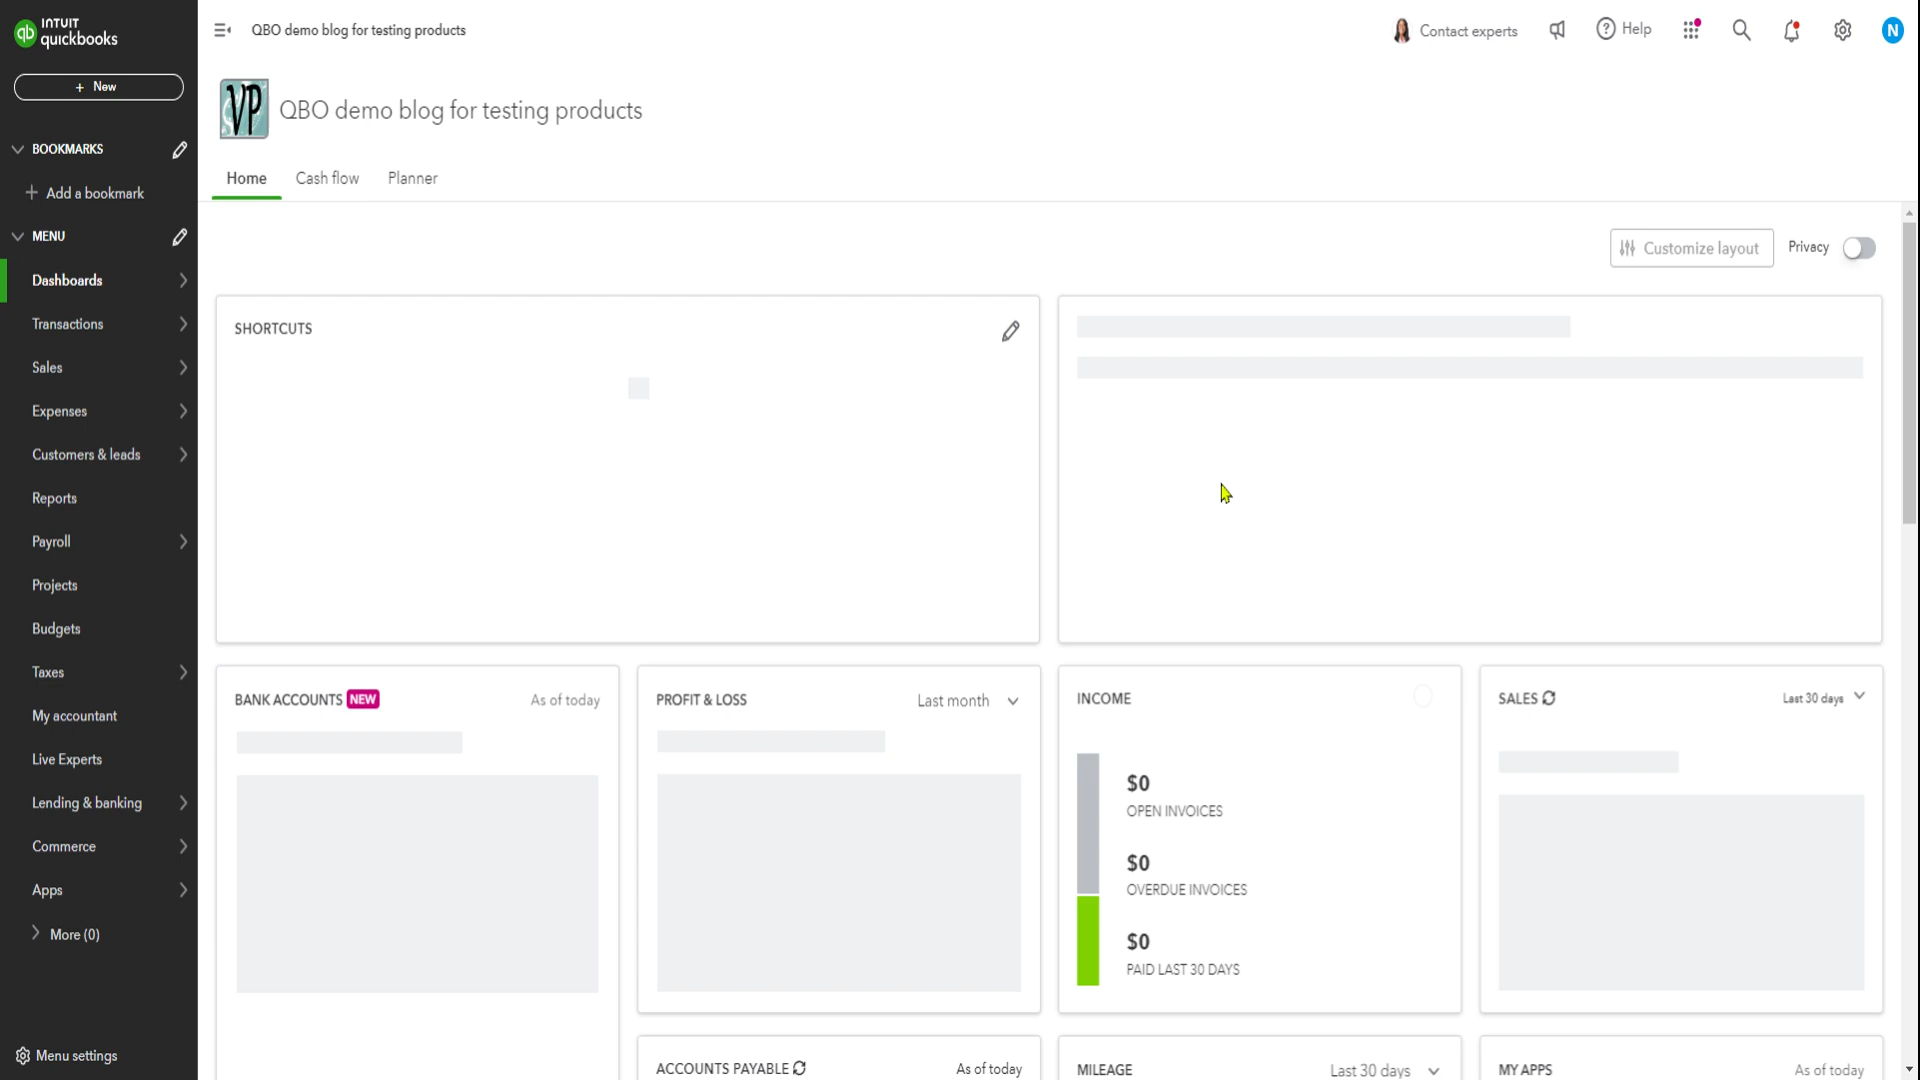 INTUIT
quickbooks
+ New
BOOKMARKS
+ Add a bookmark
MENU
Dashboards
Transactions
Sales
Expenses
Customers & leads
Reports
Payroll
Projects
Budgets
Taxes
My accountant
Live Experts
Lending & banking
Commerce
Apps
More (0)
Menu settings
QBO demo blog for testing products
Contact experts
Help
N
VP
QBO demo blog for testing products
Home Cash flow Planner
Customize layout
Privacy
SHORTCUTS
BANK ACCOUNTS NEW As of today
PROFIT & LOSS Last month
INCOME
$0
OPEN INVOICES
$0
OVERDUE INVOICES
$0
PAID LAST 30 DAYS
SALES Last 30 days
ACCOUNTS PAYABLE As of today
MILEAGE Last 30 days
MY APPS As of today